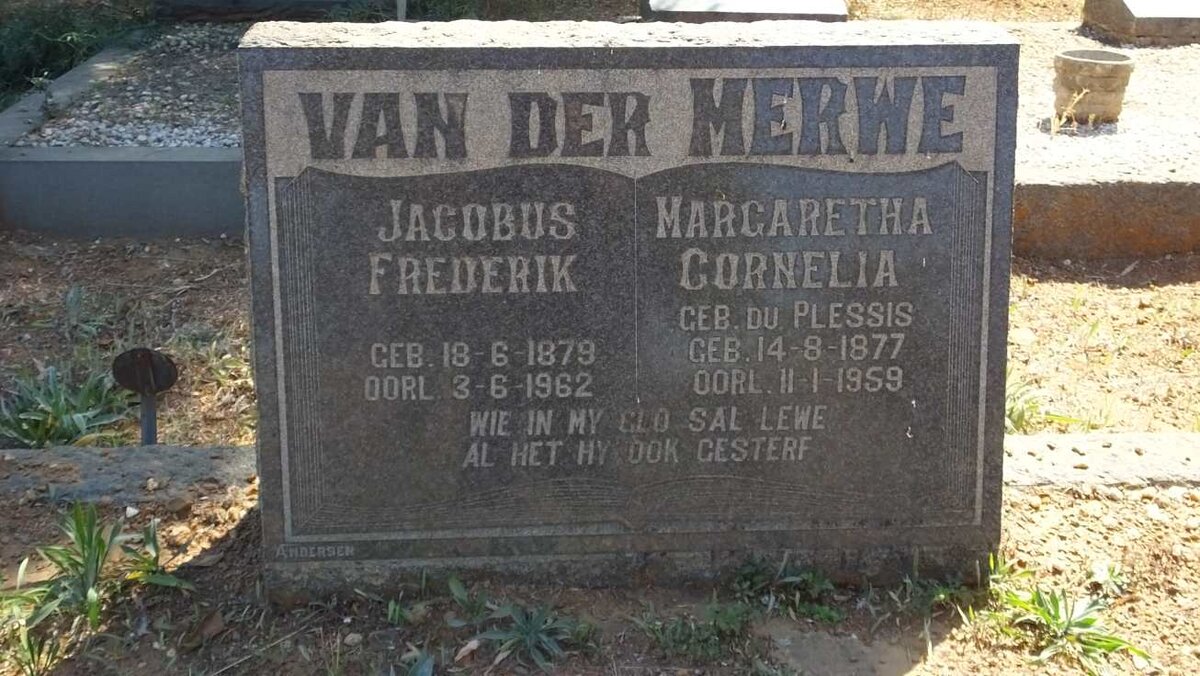 VAN DER MERWE
JACOBUS
FREDERIK
GEB. 18-6-1879
OORL 3-6-1962
MARGARETHA
CORNELIA
GEB. DU PLESSIS
GEB. 14-8-1877
OORL. 11-1-1959
WIE IN MY GLO SAL LEWE
AL HET HY OOK GESTERF
ANDERSEN